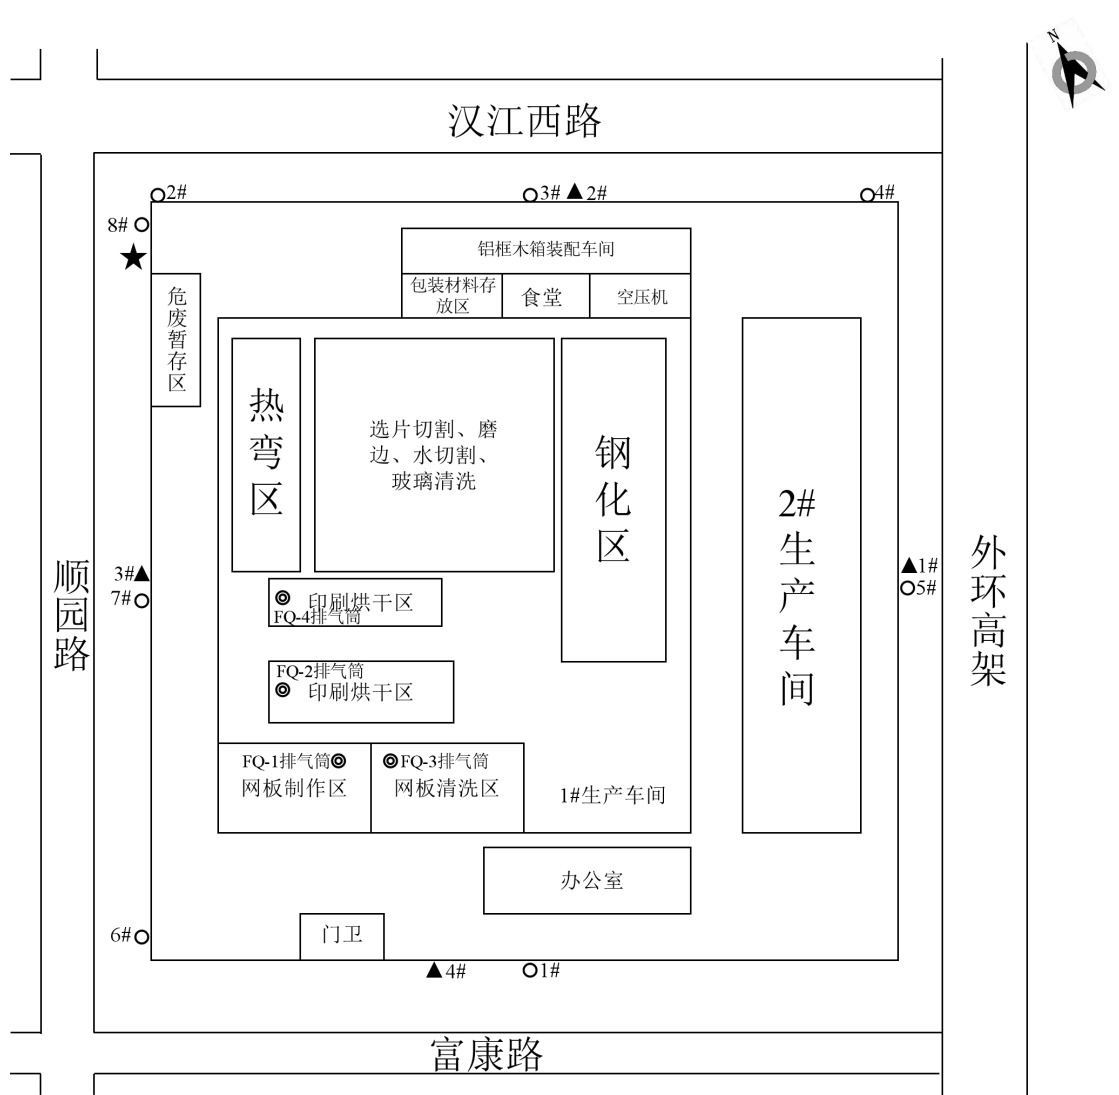 N
汉江西路
2#
3#
▲
2#
4#
8#
★
铝框木箱装配车间
包装材料存
放区
食堂
空压机
危废暂存区
热弯区
选片切割、磨
边、水切割、
玻璃清洗
钢化区
2#生产车间
外环高架
顺园路
3#▲
7#
▲1#
5#
印刷烘干区
FQ-4排气筒
FQ-2排气筒
印刷烘干区
FQ-1排气筒
网板制作区
FQ-3排气筒
网板清洗区
1#生产车间
办公室
门卫
6#
▲4#
1#
富康路